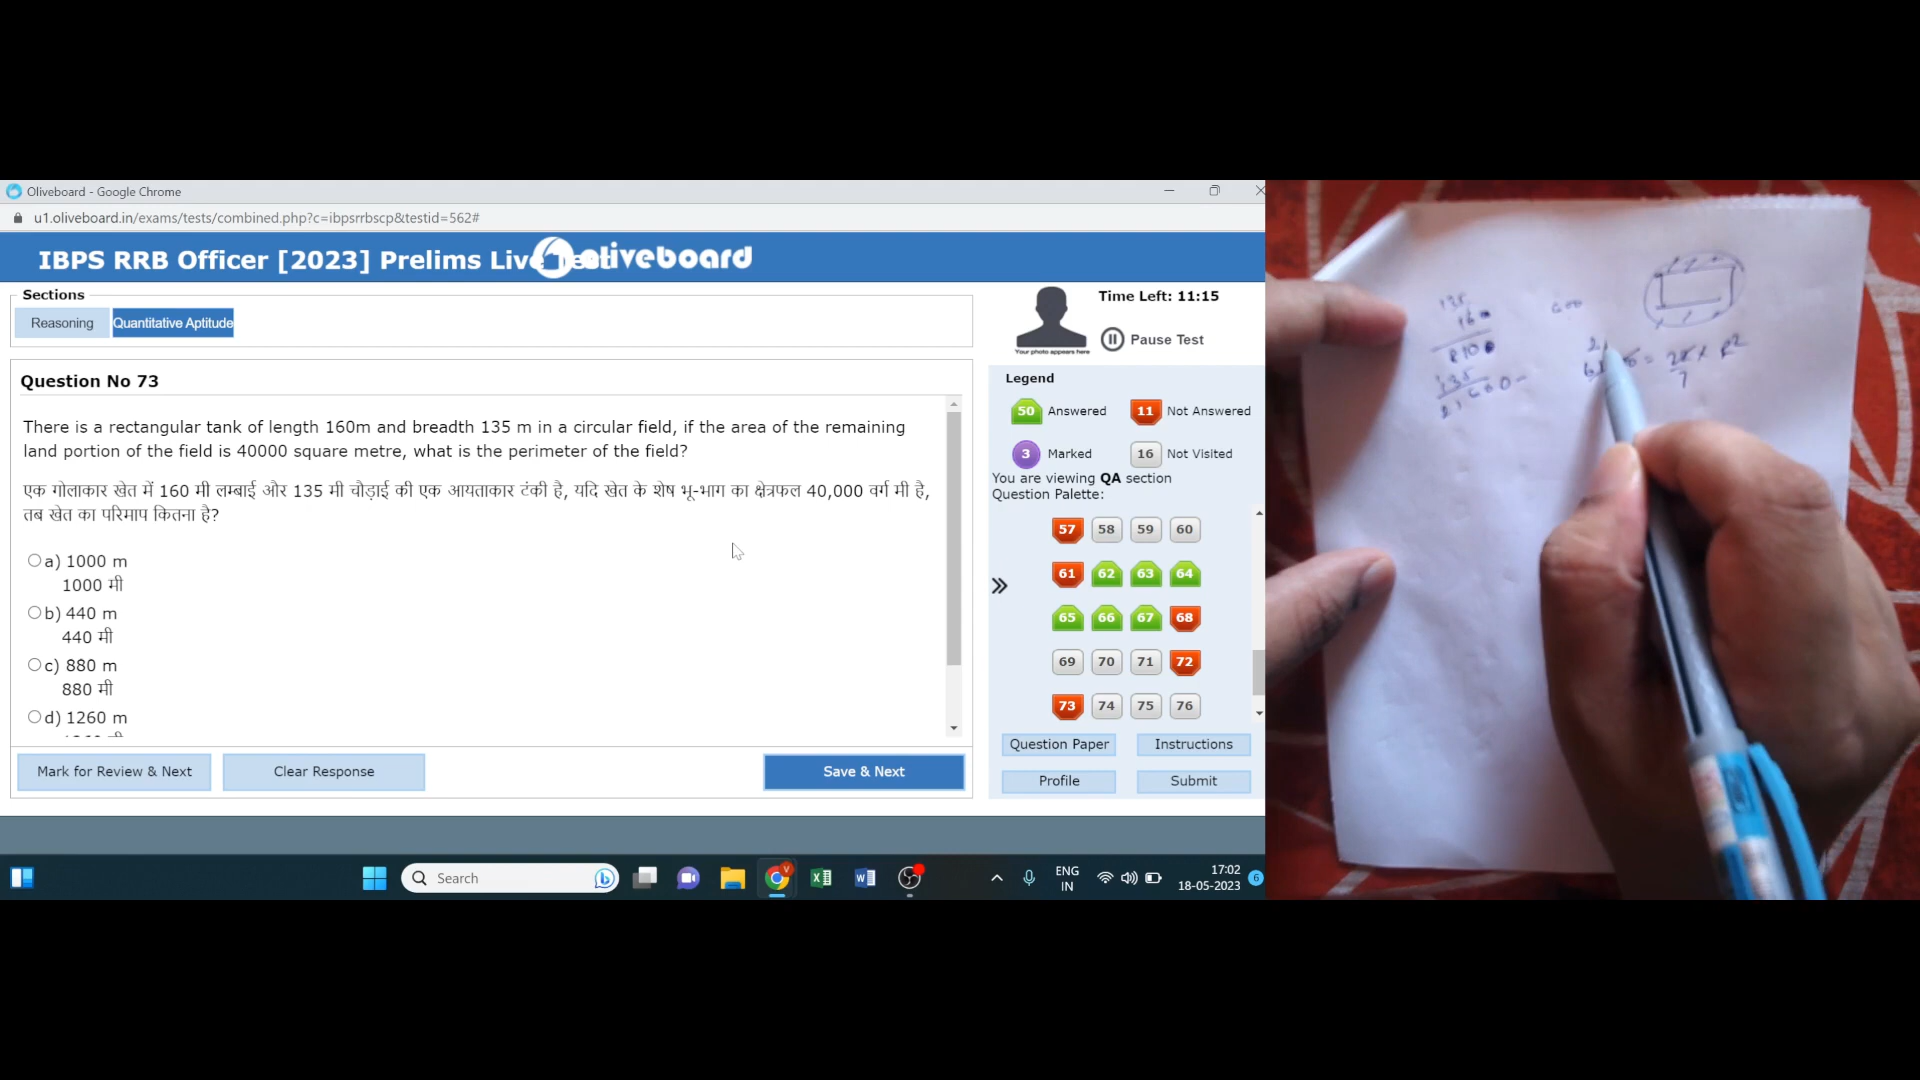 Oliveboard - Google Chrome
u1.oliveboard.in/exams/tests/combined.php?c=ibpsrrbscp&testid=562#
IBPS RRB Officer [2023] Prelims Live
oliveboard
Sections
Reasoning
Quantitative Aptitude
Your photo appears here
Time Left: 11:15
Pause Test
Question No 73
There is a rectangular tank of length 160m and breadth 135 m in a circular field, if the area of the remaining
land portion of the field is 40000 square metre, what is the perimeter of the field?
एक गोलाकार खेत में 160 मी लम्बाई और 135 मी चौड़ाई की एक आयताकार टंकी है, यदि खेत के शेष भू-भाग का क्षेत्रफल 40,000 वर्ग मी है,
तब खेत का परिमाप कितना है?
a) 1000 m
1000 मी
b) 440 m
440 मी
c) 880 m
880 मी
d) 1260 m
Mark for Review & Next
Clear Response
Save & Next
Legend
50 Answered
11 Not Answered
3 Marked
16 Not Visited
You are viewing QA section
Question Palette:
57 58 59 60
61 62 63 64
65 66 67 68
69 70 71 72
73 74 75 76
Question Paper
Instructions
Profile
Submit
Search
ENG
IN
17:02
18-05-2023
6